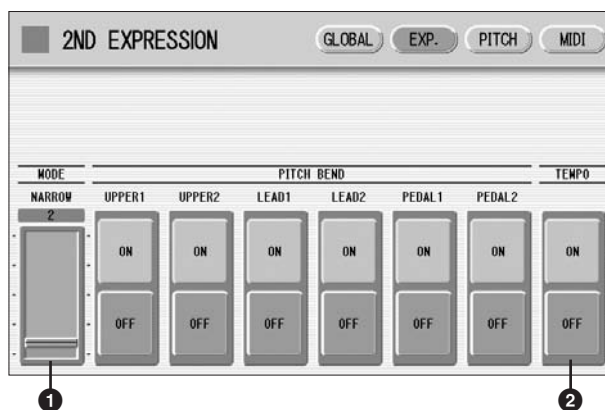 2ND EXPRESSION GLOBAL EXP. PITCH MIDI
MODE PITCH BEND TEMPO
NARROW UPPER1 UPPER2 LEAD1 LEAD2 PEDAL1 PEDAL2
2
ON ON ON ON ON ON ON
OFF OFF OFF OFF OFF OFF OFF
1 2